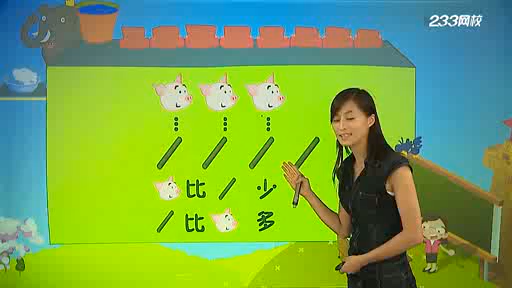 233网校
比 少
比 多